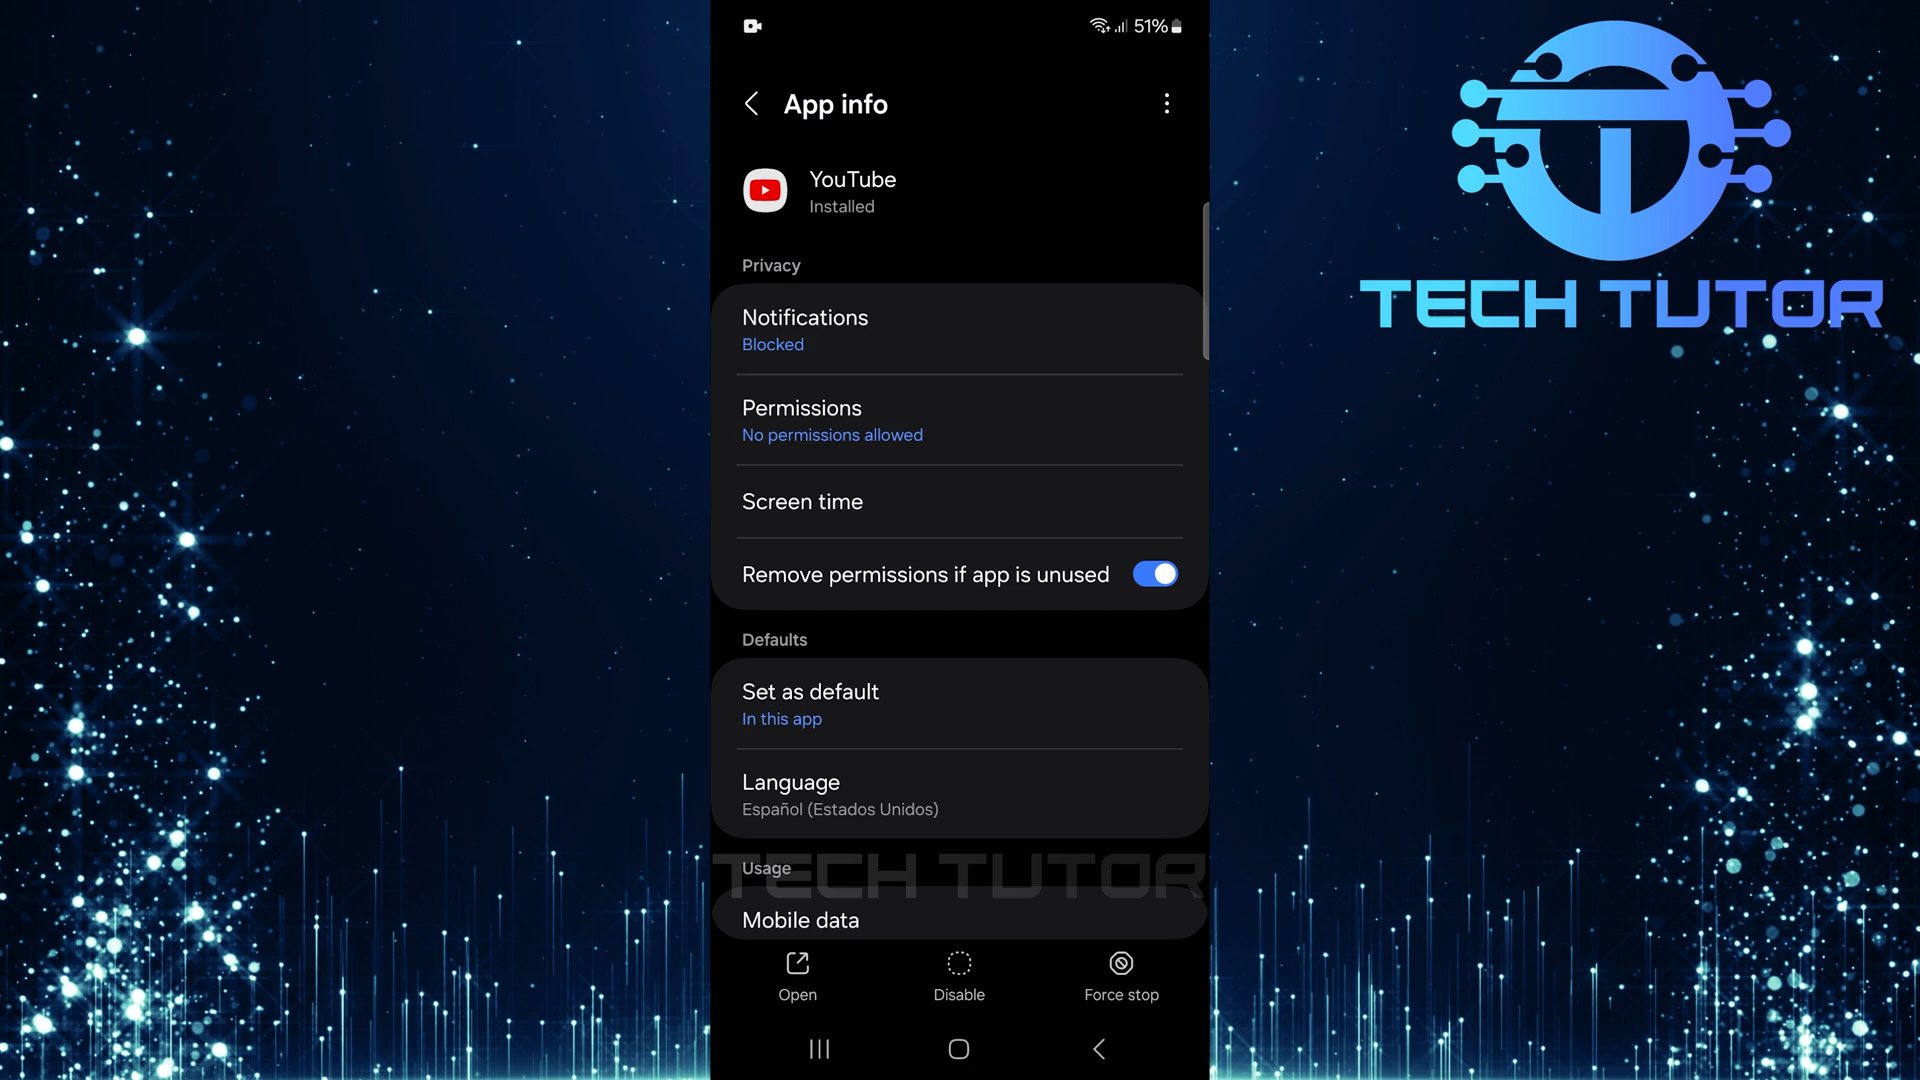 51%
App info
TECH TUTOR
YouTube
Installed
Privacy
Notifications
Blocked
Permissions
No permissions allowed
Screen time
Remove permissions if app is unused
Defaults
Set as default
In this app
Language
Español (Estados Unidos)
Usage
TECH TUTOR
Mobile data
Open
Disable
Force stop